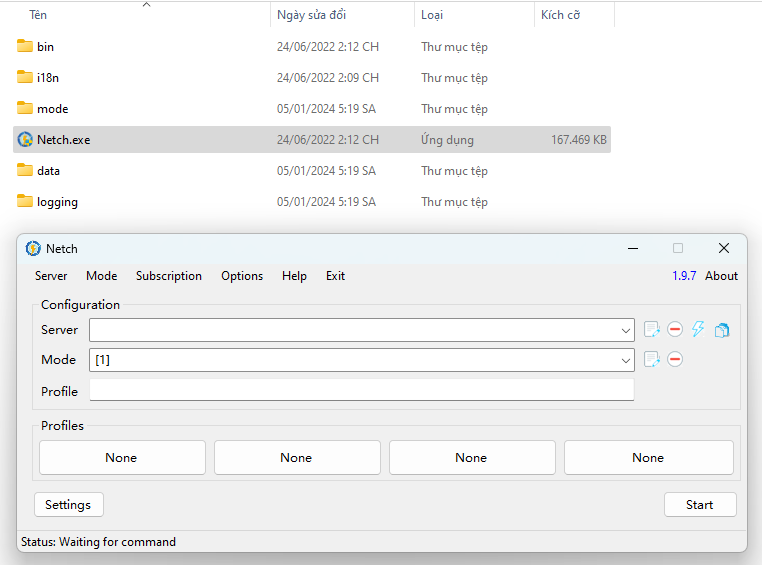 Tên Ngày sửa đổi Loại Kích cỡ
bin 24/06/2022 2:12 CH Thư mục tệp
i18n 24/06/2022 2:09 CH Thư mục tệp
mode 05/01/2024 5:19 SA Thư mục tệp
Netch.exe 24/06/2022 2:12 CH Ứng dụng 167.469 KB
data 05/01/2024 5:19 SA Thư mục tệp
logging 05/01/2024 5:19 SA Thư mục tệp
Netch
Server Mode Subscription Options Help Exit 1.9.7 About
Configuration
Server
Mode [1]
Profile
Profiles
None None None None
Settings Start
Status: Waiting for command